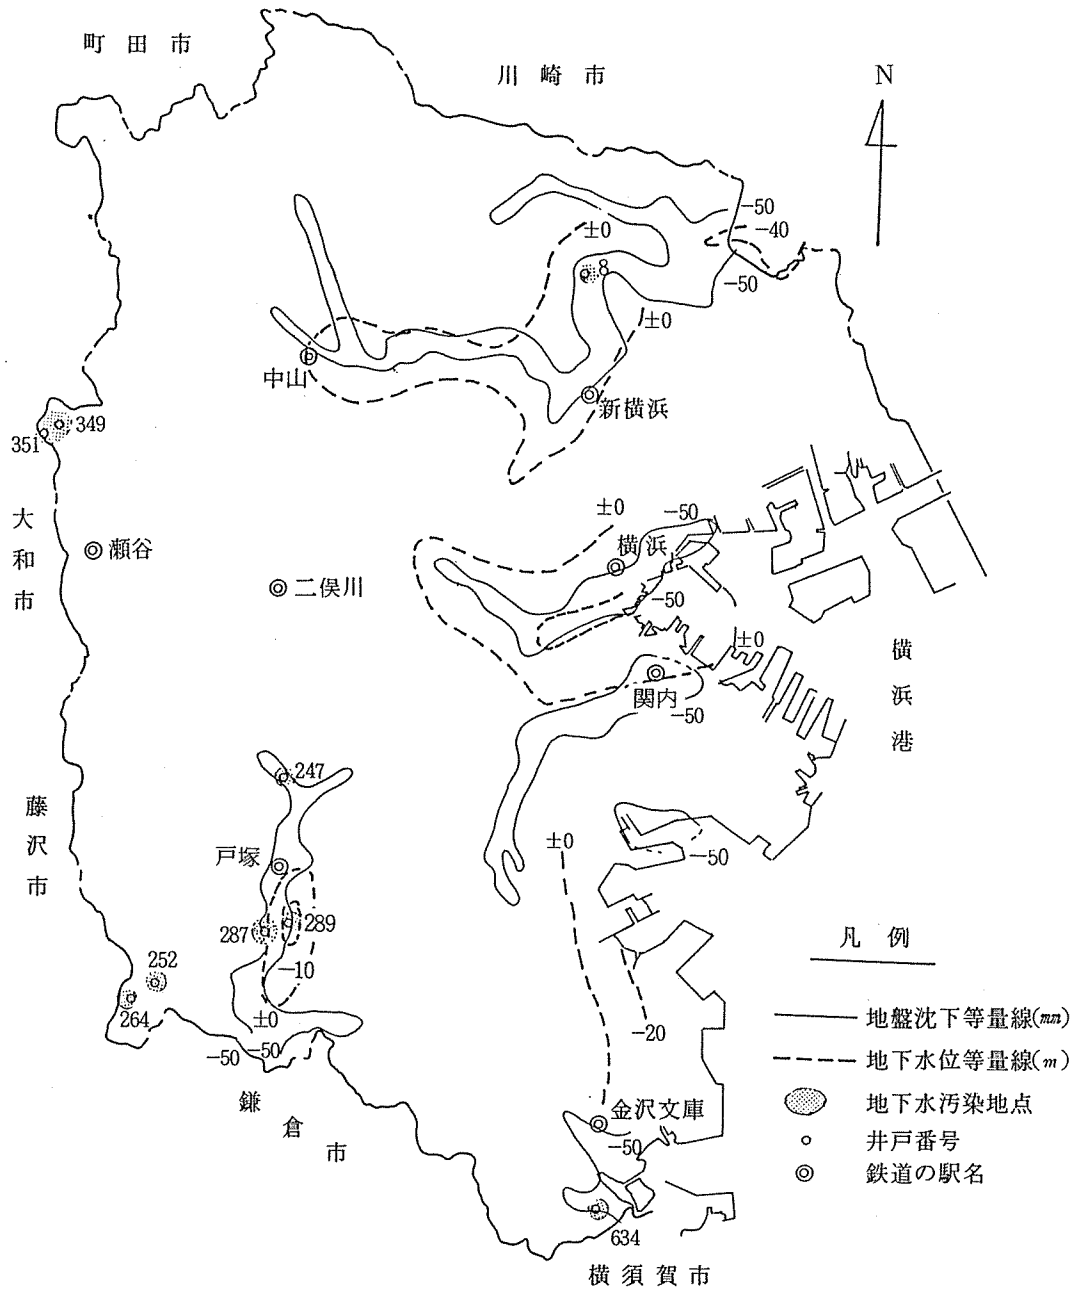 町田市
川崎市
N
-50
±0
-40
8
-50
±0
中山
新横浜
349
351
±0
-50
大和市
横浜
瀬谷
二俣川
-50
±0
横浜港
関内
-50
247
藤沢市
±0
戸塚
-50
289
287
凡例
252
-10
264
±0
地盤沈下等量線(㎜)
-20
-50
-50
地下水位等量線(m)
鎌倉市
地下水汚染地点
金沢文庫
井戸番号
-50
鉄道の駅名
634
横須賀市